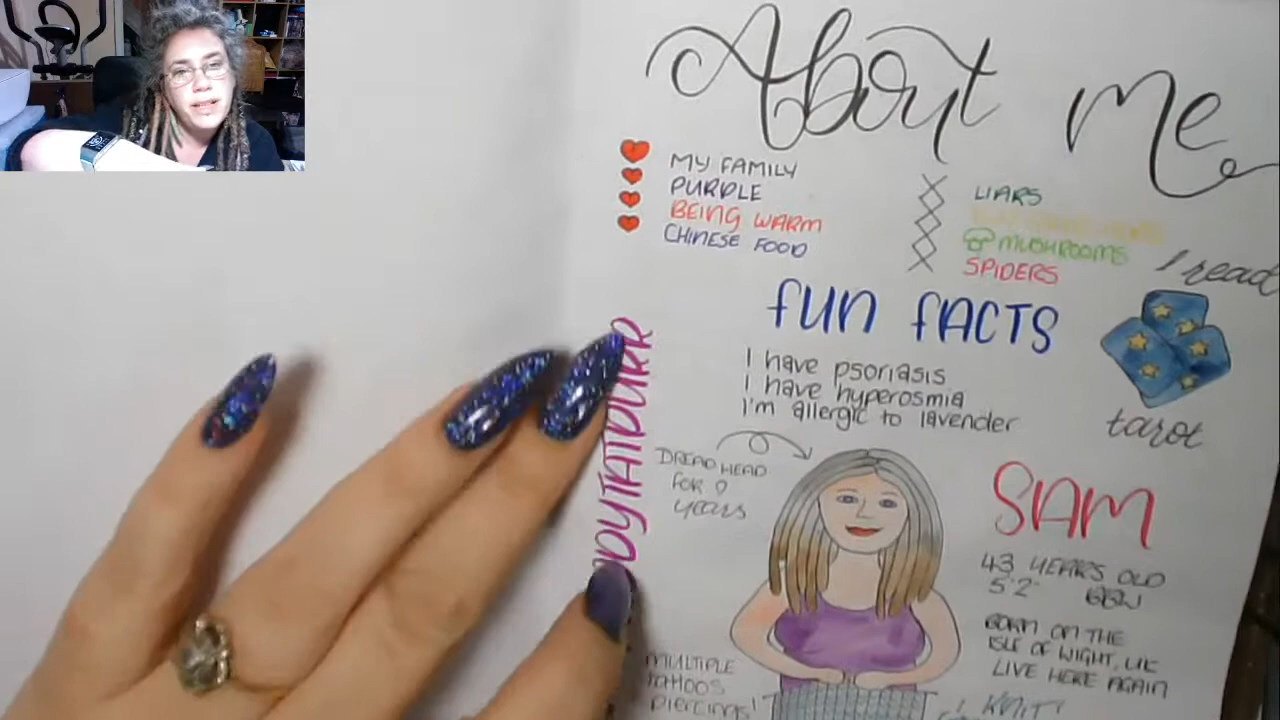 About Me
MY FAMILY
PURPLE
BEING WARM
CHINESE FOOD
LIARS
MUSHROOMS
SPIDERS
I read
tarot
FUN FACTS
I have psoriasis
I have hyperosmia
I'm allergic to lavender
DREAD HEAD
FOR 9
YEARS
SAM
43 YEARS OLD
5'2" BBW
BORN ON THE
ISLE OF WIGHT, UK
LIVE HERE AGAIN
MULTIPLE
TATTOOS
PIERCINGS
I KNIT!